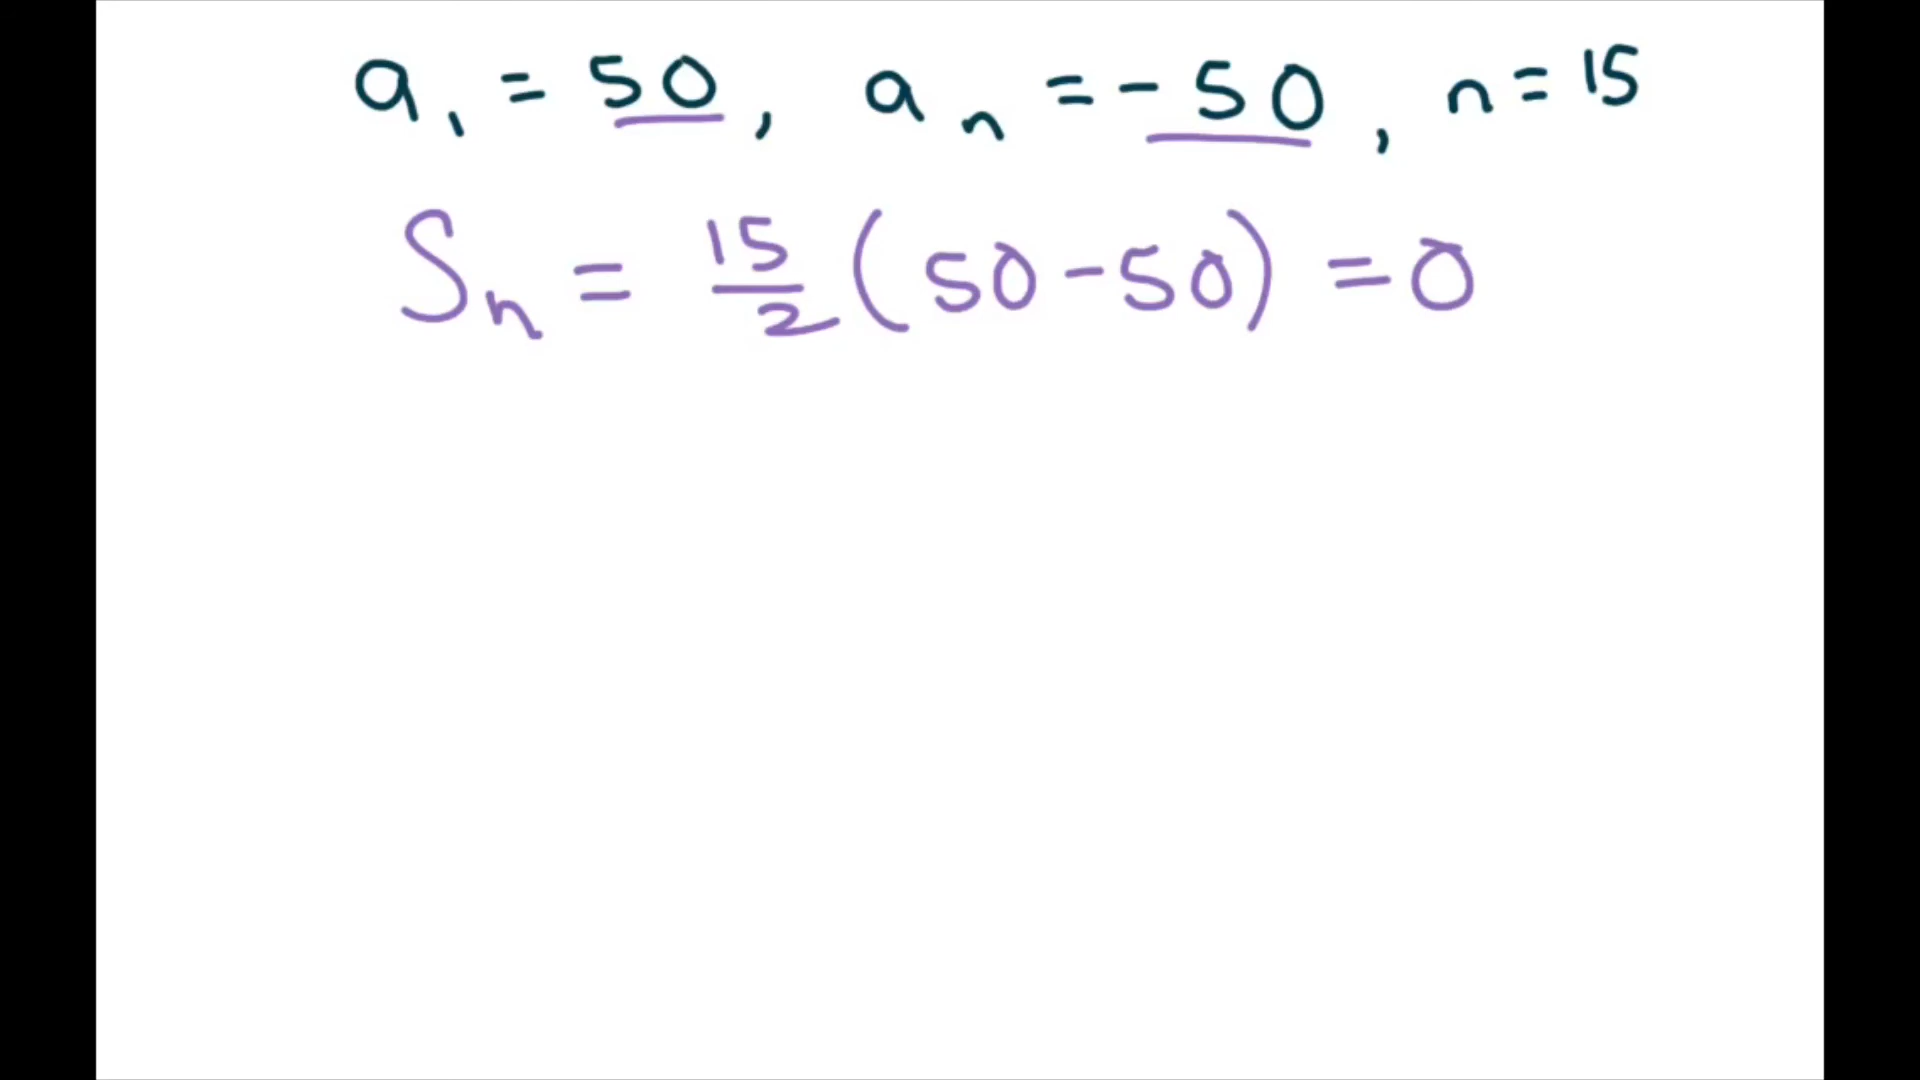 a₁ = 50, aₙ = -50, n = 15
Sₙ = 15/2 (50 - 50) = 0